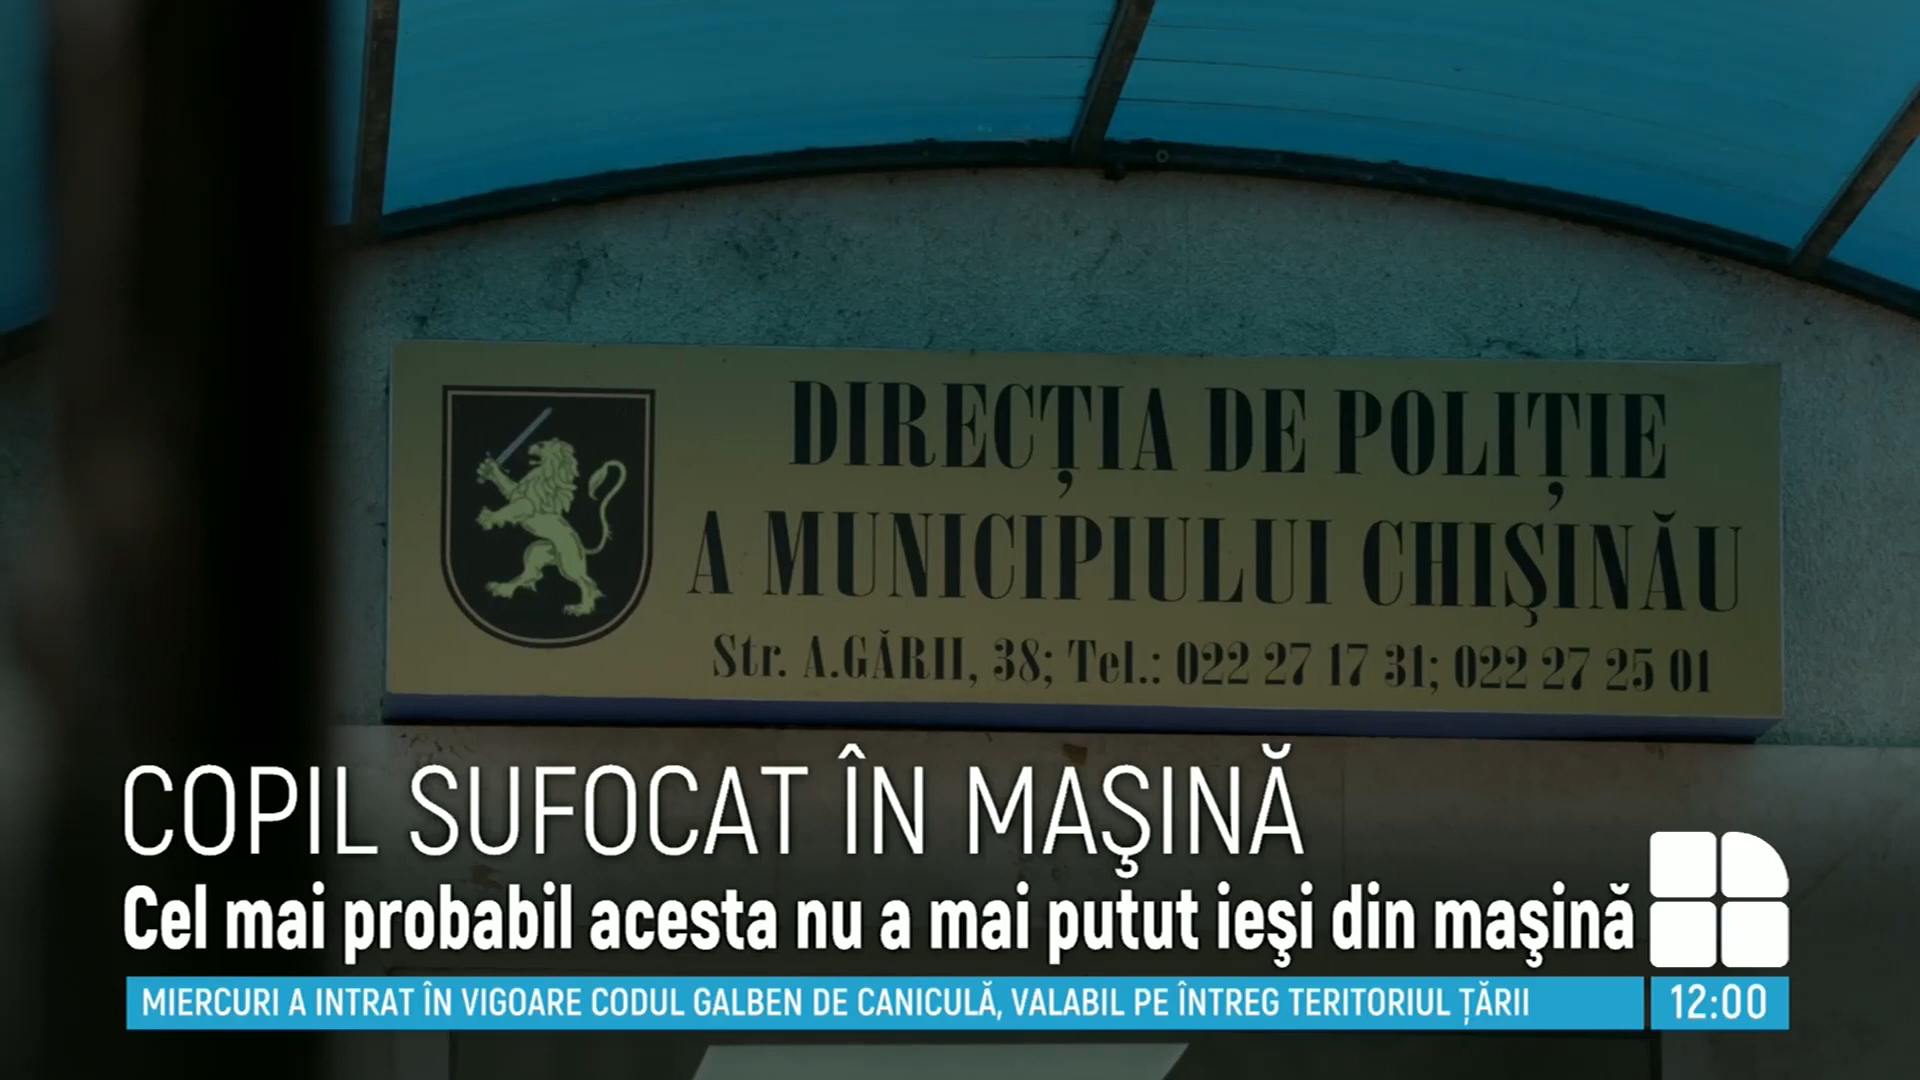 DIRECȚIA DE POLIȚIE
A MUNICIPIULUI CHIŞINĂU
Str. A.GĂRII, 38; Tel.: 022 27 17 31; 022 27 25 01
COPIL SUFOCAT ÎN MAŞINĂ
Cel mai probabil acesta nu a mai putut ieşi din maşină
MIERCURI A INTRAT ÎN VIGOARE CODUL GALBEN DE CANICULĂ, VALABIL PE ÎNTREG TERITORIUL ȚĂRII
12:00